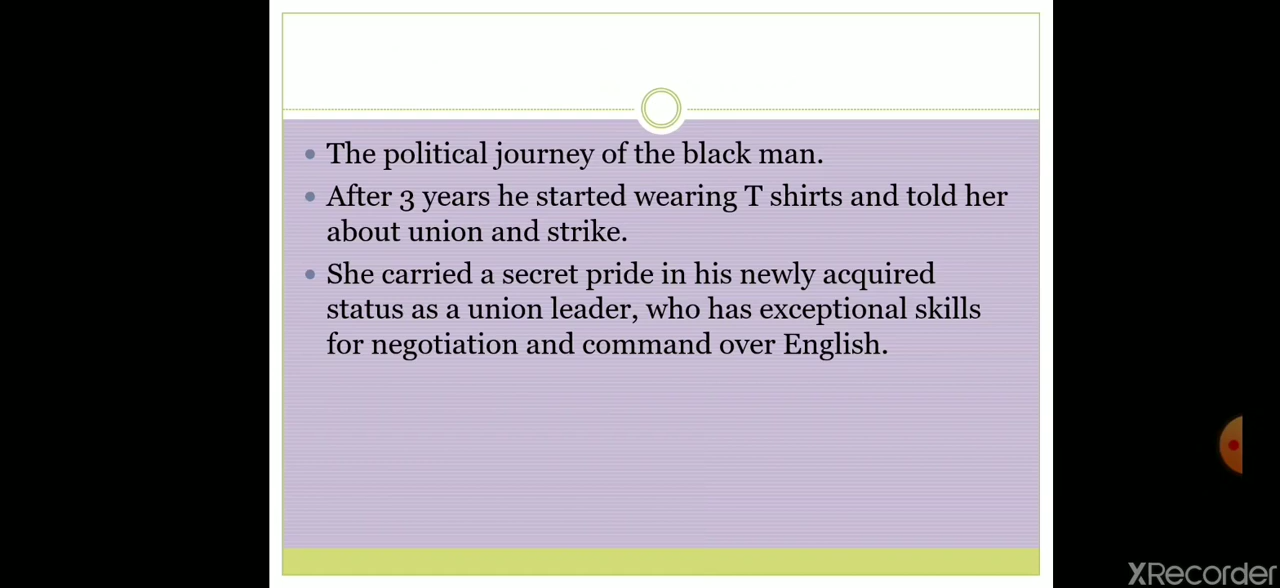 The political journey of the black man.
After 3 years he started wearing T shirts and told her
about union and strike.
She carried a secret pride in his newly acquired
status as a union leader, who has exceptional skills
for negotiation and command over English.
XRecorder